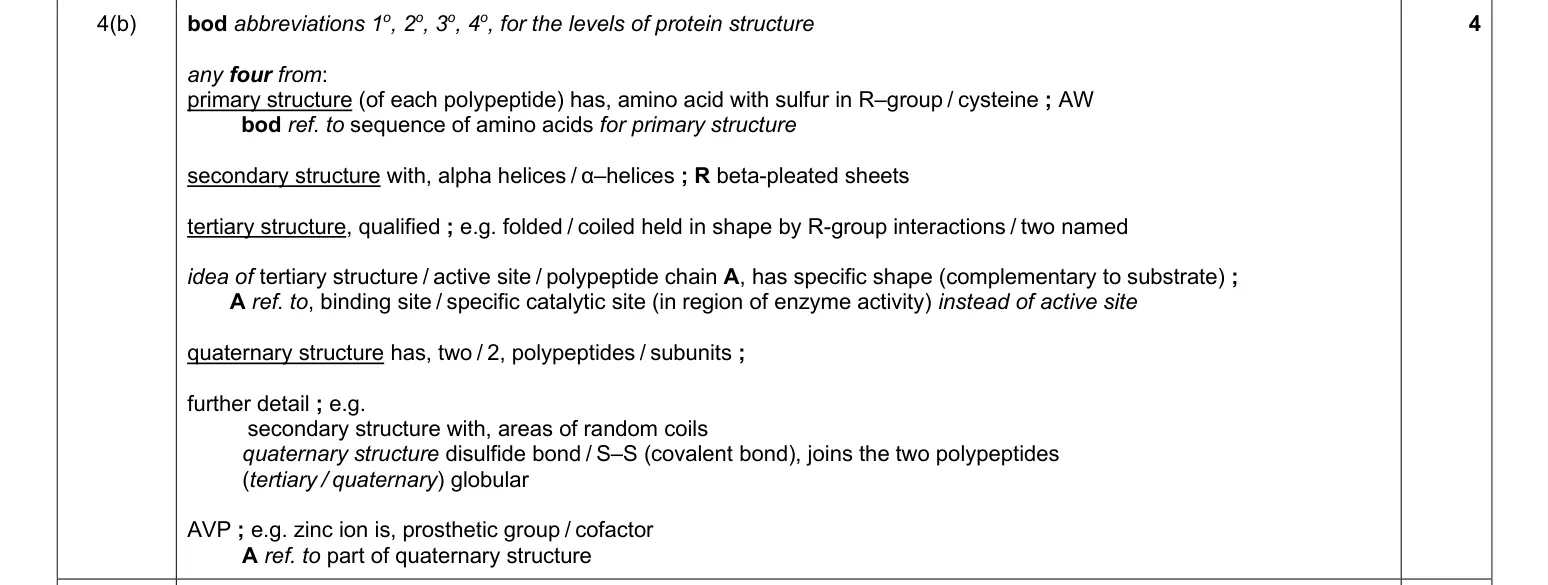 4(b) bod abbreviations 1º, 2º, 3º, 4º, for the levels of protein structure 4
any four from:
primary structure (of each polypeptide) has, amino acid with sulfur in R–group / cysteine ; AW
bod ref. to sequence of amino acids for primary structure
secondary structure with, alpha helices / α–helices ; R beta-pleated sheets
tertiary structure, qualified ; e.g. folded / coiled held in shape by R-group interactions / two named
idea of tertiary structure / active site / polypeptide chain A, has specific shape (complementary to substrate) ;
A ref. to, binding site / specific catalytic site (in region of enzyme activity) instead of active site
quaternary structure has, two / 2, polypeptides / subunits ;
further detail ; e.g.
secondary structure with, areas of random coils
quaternary structure disulfide bond / S–S (covalent bond), joins the two polypeptides
(tertiary / quaternary) globular
AVP ; e.g. zinc ion is, prosthetic group / cofactor
A ref. to part of quaternary structure